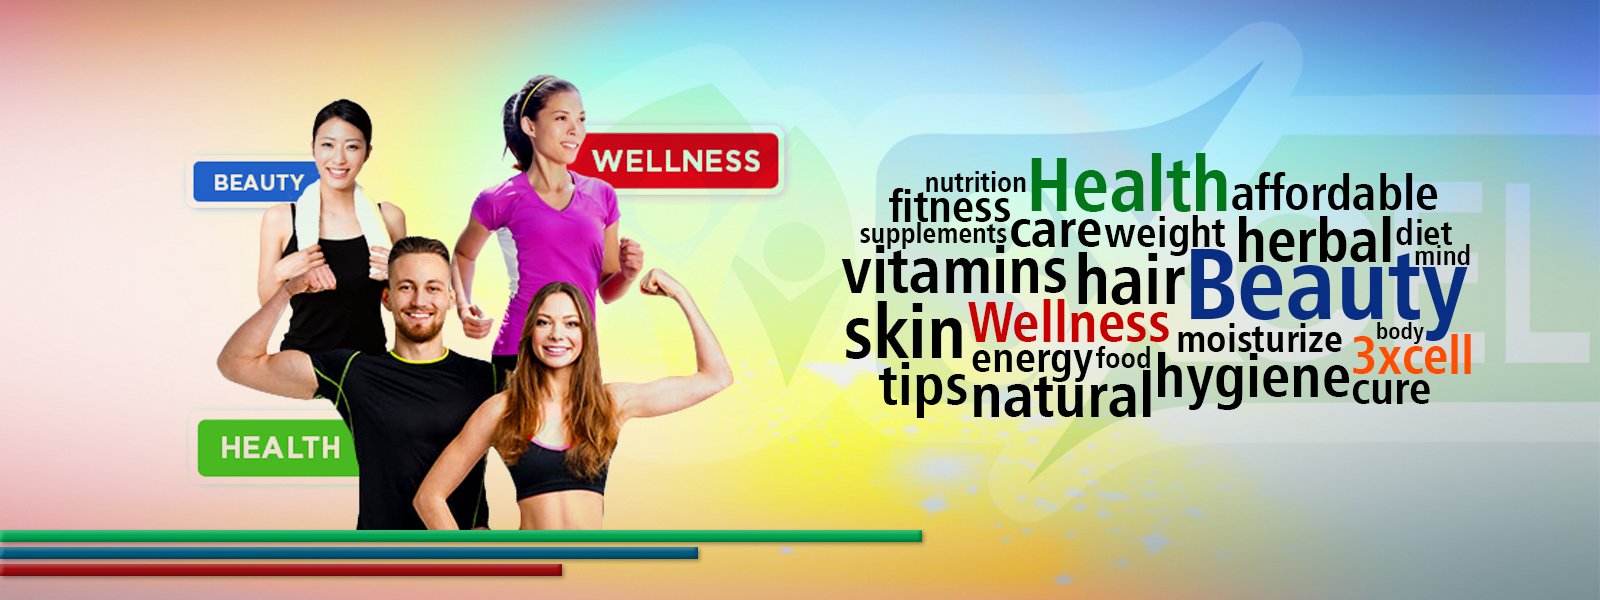 BEAUTY
WELLNESS
HEALTH
nutrition Health affordable
fitness
supplements care weight herbal diet
mind
vitamins hair Beauty
skin Wellness moisturize body
energy food 3xcell
tips natural hygiene cure